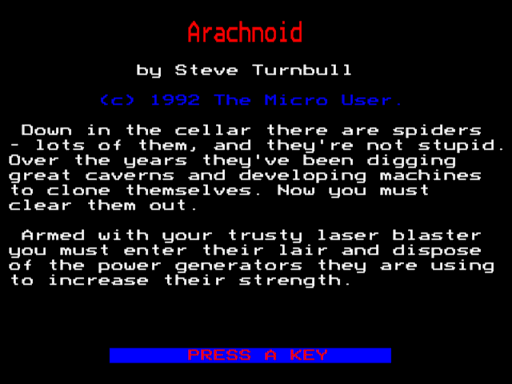 Arachnoid
by Steve Turnbull
(c) 1992 The Micro User.
Down in the cellar there are spiders
- lots of them, and they're not stupid.
Over the years they've been digging
great caverns and developing machines
to clone themselves. Now you must
clear them out.
Armed with your trusty laser blaster
you must enter their lair and dispose
of the power generators they are using
to increase their strength.
PRESS A KEY